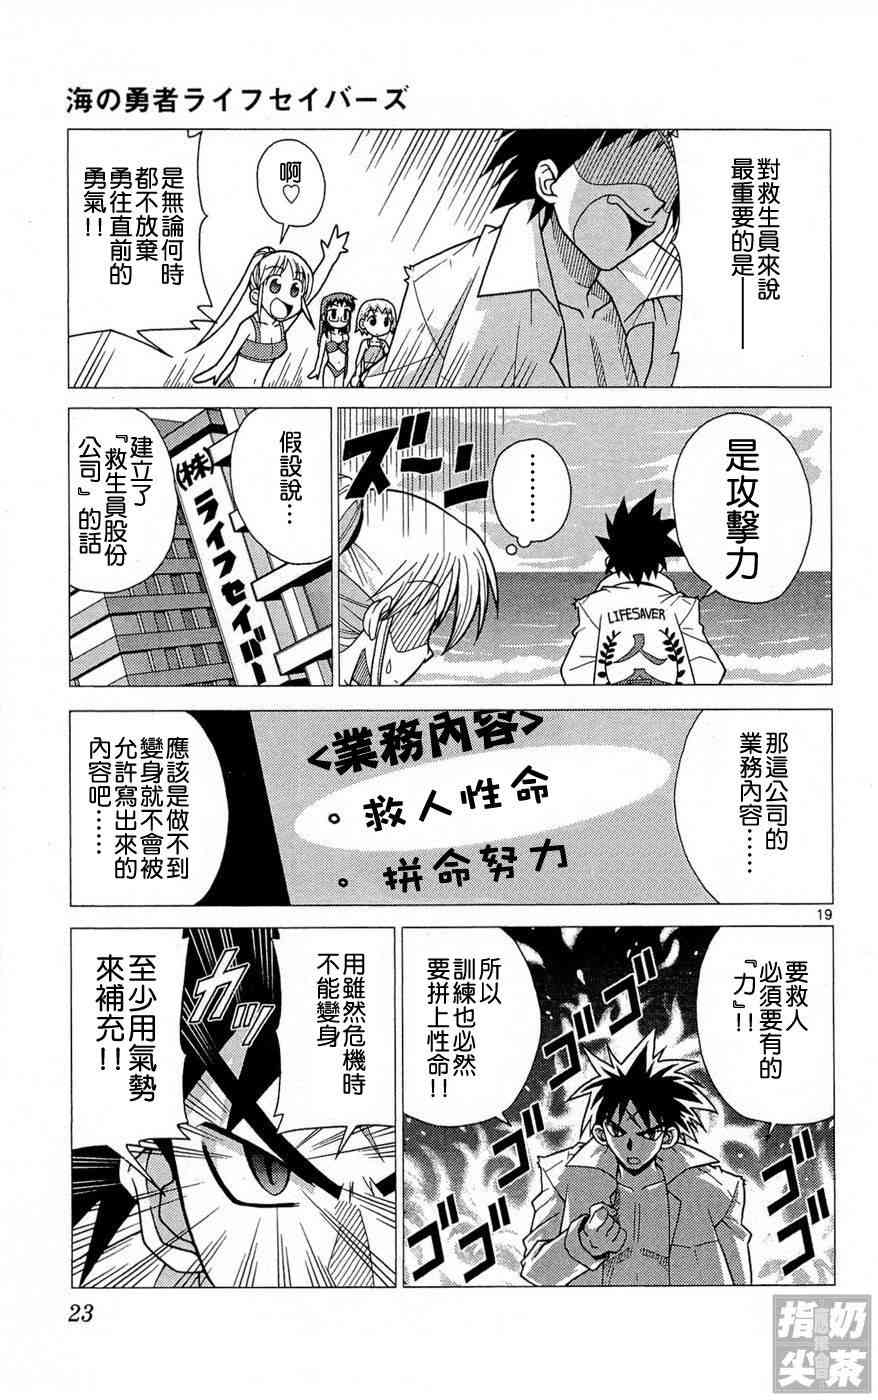 海の勇者ライフセイバーズ
對救生員來說
最重要的是——
啊♡
是無論何時
都不放棄
勇往直前的
勇氣!!
是攻擊力
LIFESAVER
人
………
ズーン
假設說…
建立了
『救生員股份
公司』的話
(株)ライフセイバー
那這公司的
業務內容……
<業務內容>
。救人性命
。拼命努力
應該是做不到
變身就不會被
允許寫出來的
內容吧……
19
要救人
必須要有的
『力』!!
所以
訓練也必然
要拼上性命!!
ゴゴゴ
ゴゴゴ
用雖然危機時
不能變身
カッ
至少用氣勢
來補充!!
23
指尖
奶茶